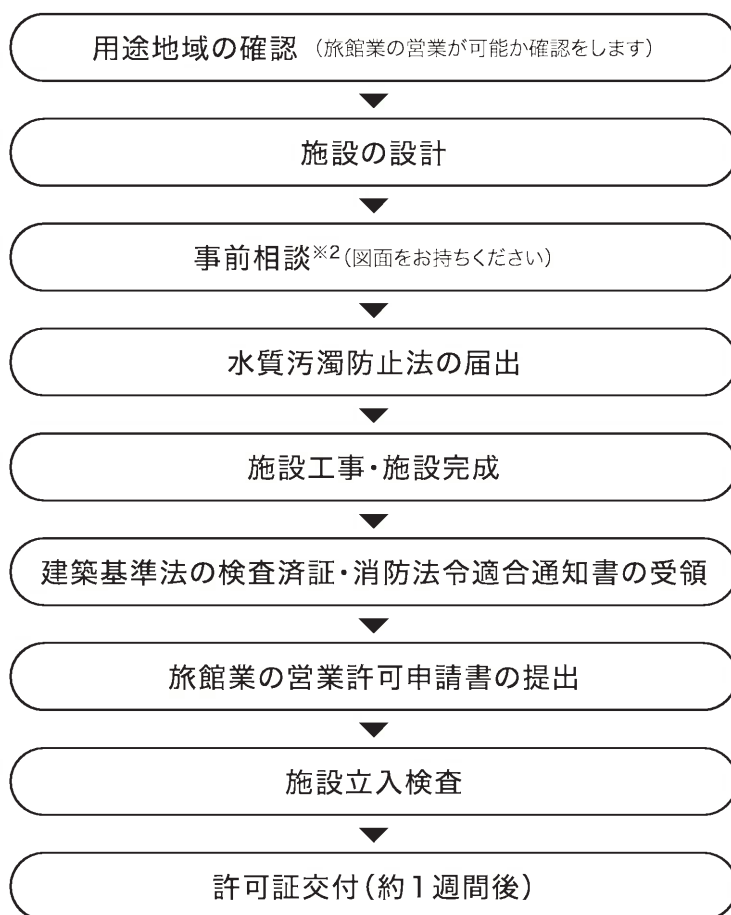 用途地域の確認（旅館業の営業が可能か確認をします）
施設の設計
事前相談※2（図面をお持ちください）
水質汚濁防止法の届出
施設工事・施設完成
建築基準法の検査済証・消防法令適合通知書の受領
旅館業の営業許可申請書の提出
施設立入検査
許可証交付（約1週間後）